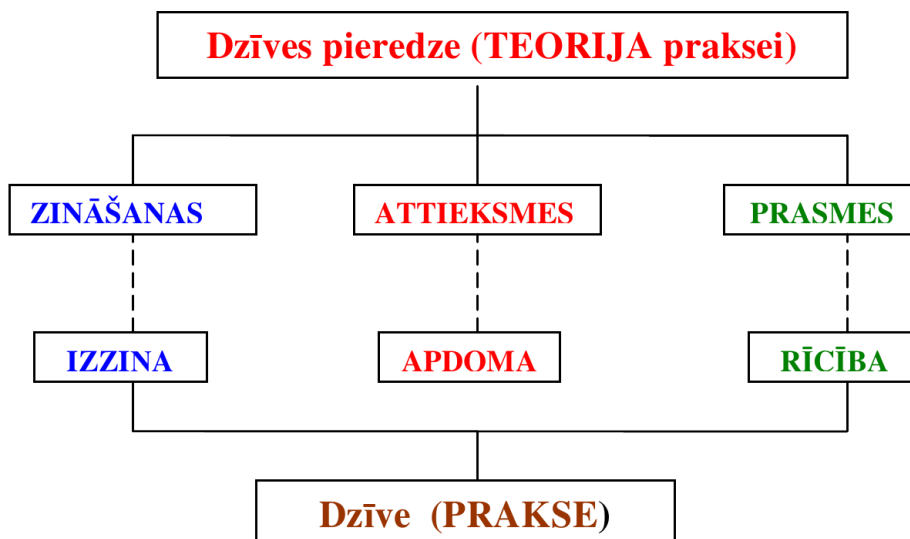 Dzīves pieredze (TEORIJA praksei)
ZINĀŠANAS
ATTIEKSMES
PRASMES
IZZINA
APDOMA
RĪCĪBA
Dzīve (PRAKSE)